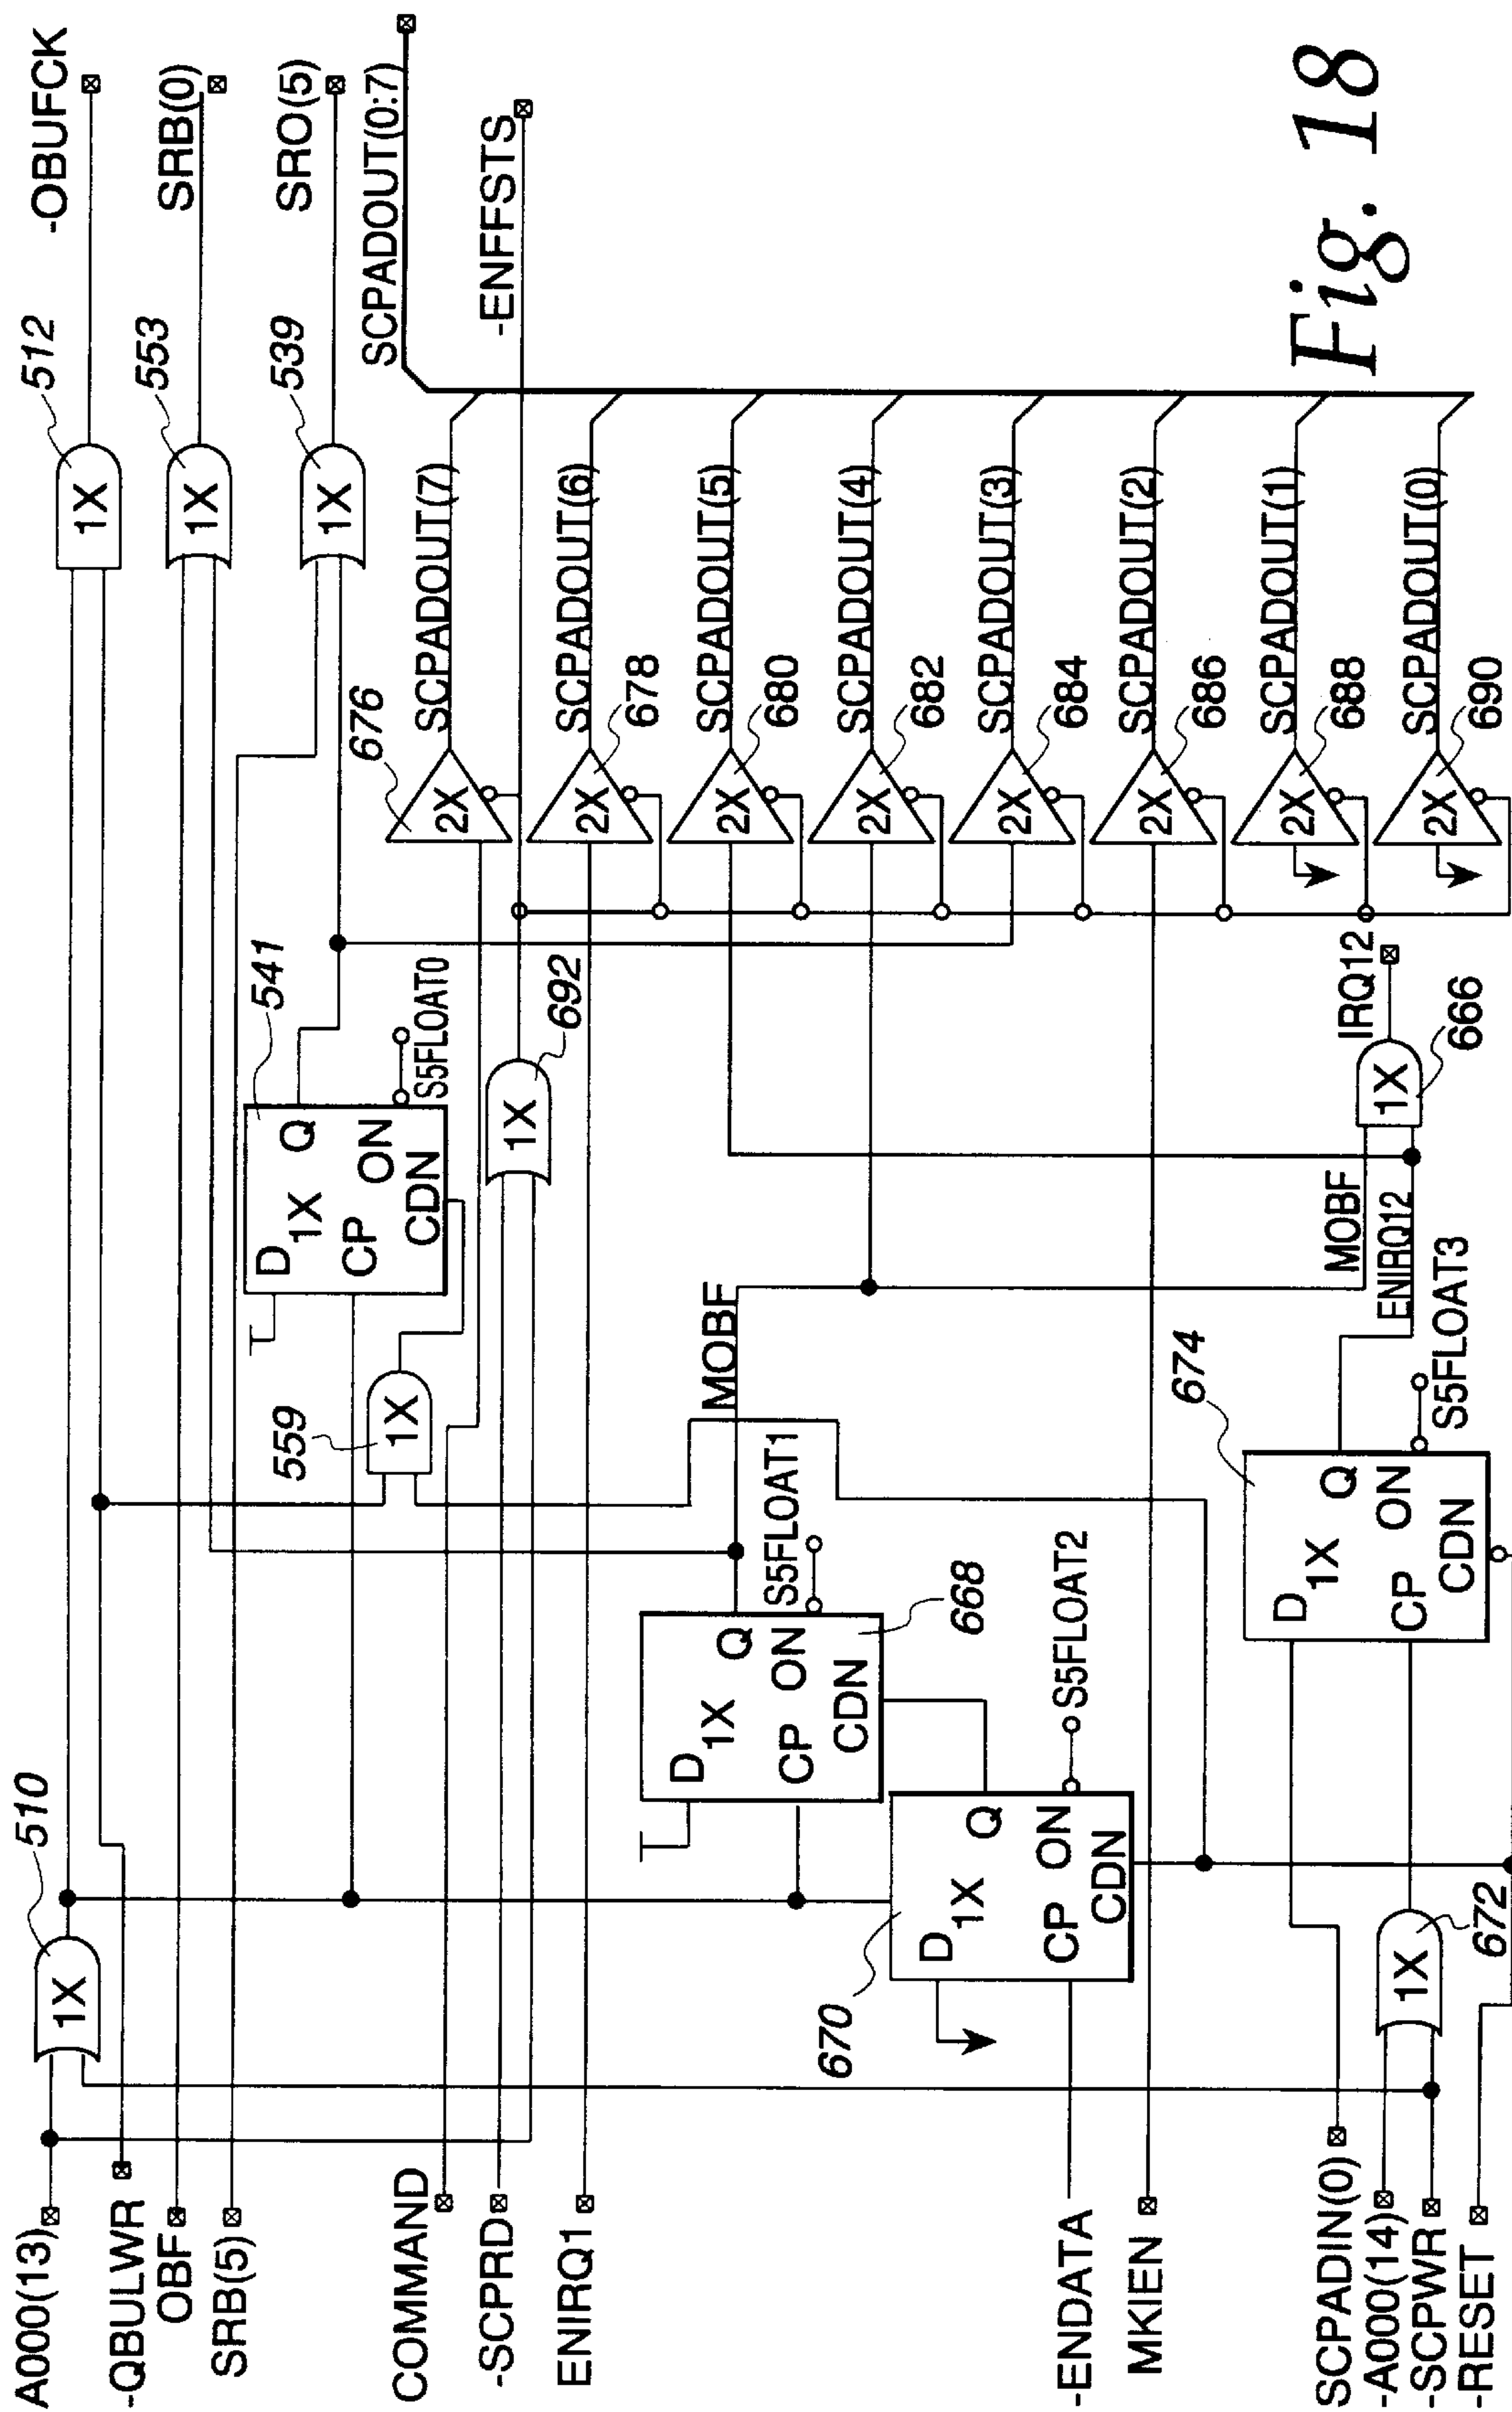 A000(13)
-QBULWR
OBF
SRB(5)
COMMAND
-SCPRD
ENIRQ1
-ENDATA
MKIEN
SCPADIN(0)
-A000(14)
-SCPWR
-RESET
510
1X
670
D
1X
Q
CP
ON
CDN
S5FLOAT2
672
1X
D
1X
Q
CP
ON
CDN
668
S5FLOAT1
MOBF
674
D
1X
Q
CP
ON
CDN
S5FLOAT3
559
1X
541
D
1X
Q
CP
ON
CDN
S5FLOAT0
1X
692
MOBF
ENIRQ12
1X
666
IRQ12
676
2X
SCPADOUT(7)
2X
678
SCPADOUT(6)
2X
680
SCPADOUT(5)
2X
682
SCPADOUT(4)
2X
684
SCPADOUT(3)
2X
686
SCPADOUT(2)
2X
688
SCPADOUT(1)
2X
690
SCPADOUT(0)
512
1X
553
1X
539
1X
-OBUFCK
SRB(0)
SRO(5)
SCPADOUT(0:7)
-ENFFSTS
Fig. 18